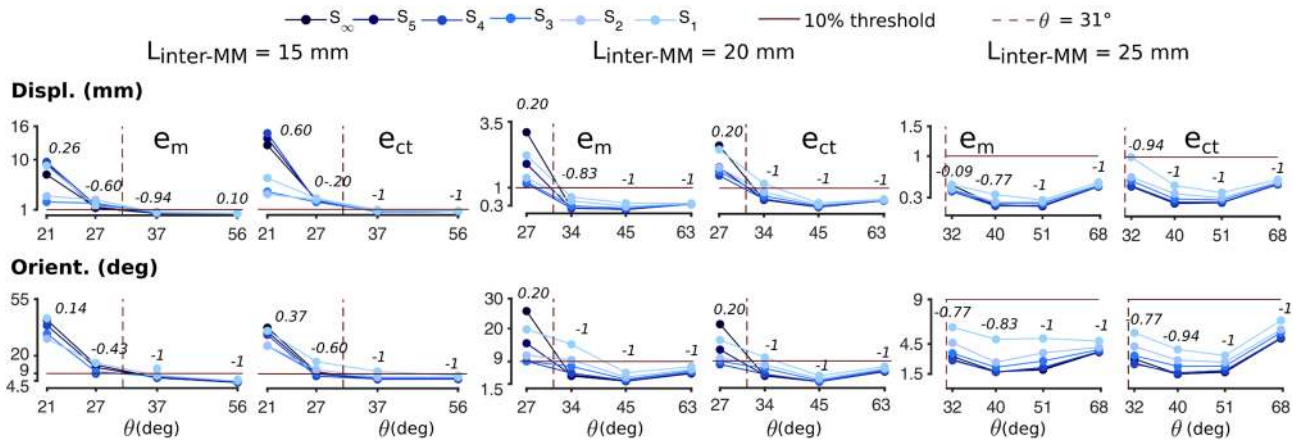 S∞ S5 S4 S3 S2 S1 10% threshold θ = 31°
Linter-MM = 15 mm Linter-MM = 20 mm Linter-MM = 25 mm
Displ. (mm)
16 10 1
em
0.26 -0.60 -0.94 0.10
21 27 37 56
ect
0.60 0-.20 -1 -1
21 27 37 56
3.5 1 0.3
em
0.20 -0.83 -1 -1
27 34 45 63
ect
0.20 -1 -1 -1
27 34 45 63
1.5 1 0.3
em
-0.09 -0.77 -1 -1
32 40 51 68
ect
-0.94 -1 -1 -1
32 40 51 68
Orient. (deg)
55 20 9 4.5
0.14 -0.43 -1 -1
21 27 37 56
θ(deg)
0.37 -0.60 -1 -1
21 27 37 56
30 20 9 1.5
0.20 -1 -1 -1
27 34 45 63
θ(deg)
0.20 -1 -1 -1
27 34 45 63
9 4.5 1.5
-0.77 -0.83 -1 -1
32 40 51 68
θ(deg)
-0.77 -0.94 -1 -1
32 40 51 68